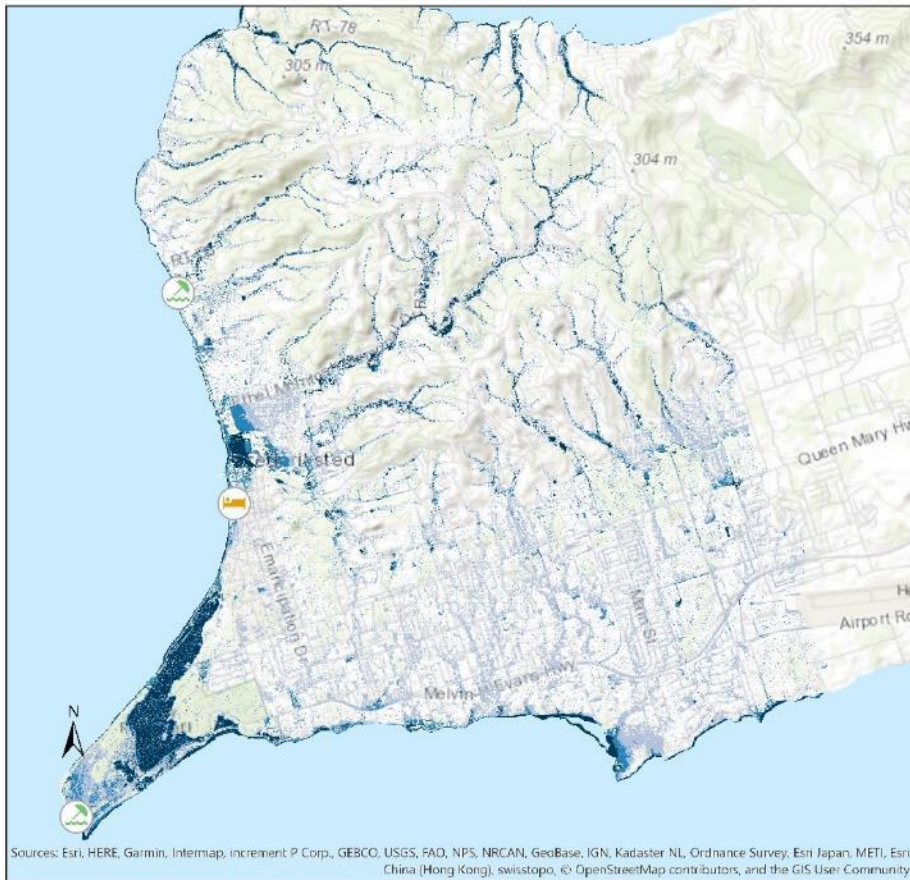 RT-78
354 m
305 m
304 m
Queen Mary Hw
Emancipation Dr
Main St
Airport Ro
Melvin H Evans Hwy
N
Sources: Esri, HERE, Garmin, Intermap, increment P Corp., GEBCO, USGS, FAO, NPS, NRCAN, GeoBase, IGN, Kadaster NL, Ordnance Survey, Esri Japan, METI, Esri
China (Hong Kong), swisstopo, © OpenStreetMap contributors, and the GIS User Community